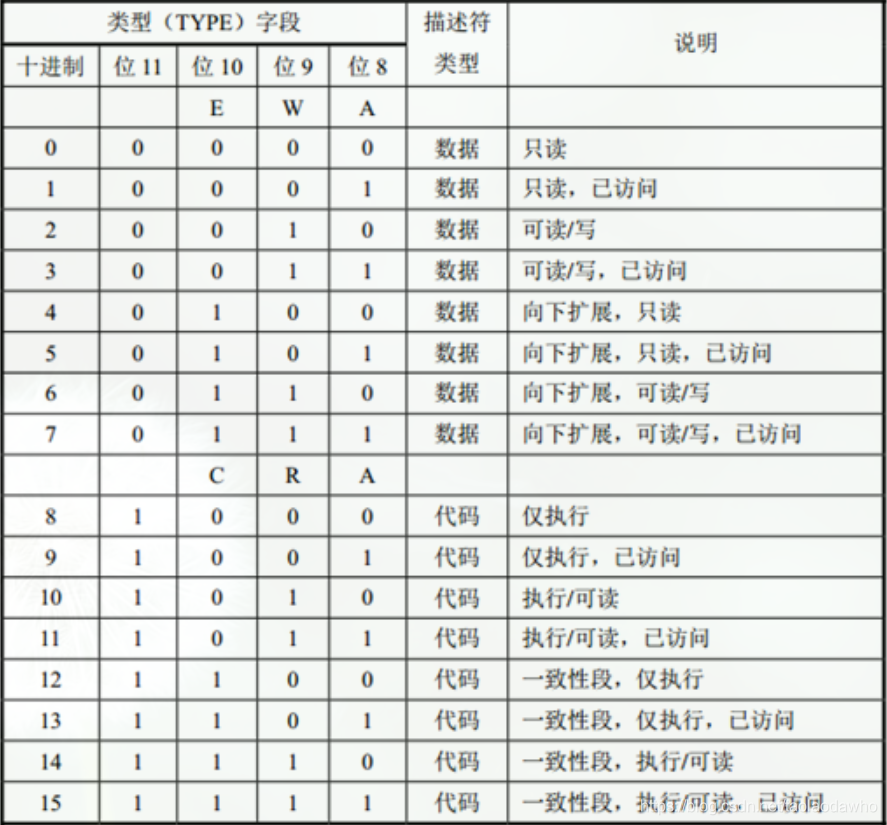 类型（TYPE）字段 描述符类型 说明
十进制 位 11 位 10 位 9 位 8
E W A
0 0 0 0 0 数据 只读
1 0 0 0 1 数据 只读，已访问
2 0 0 1 0 数据 可读/写
3 0 0 1 1 数据 可读/写，已访问
4 0 1 0 0 数据 向下扩展，只读
5 0 1 0 1 数据 向下扩展，只读，已访问
6 0 1 1 0 数据 向下扩展，可读/写
7 0 1 1 1 数据 向下扩展，可读/写，已访问
C R A
8 1 0 0 0 代码 仅执行
9 1 0 0 1 代码 仅执行，已访问
10 1 0 1 0 代码 执行/可读
11 1 0 1 1 代码 执行/可读，已访问
12 1 1 0 0 代码 一致性段，仅执行
13 1 1 0 1 代码 一致性段，仅执行，已访问
14 1 1 1 0 代码 一致性段，执行/可读
15 1 1 1 1 代码 一致性段，执行/可读，已访问